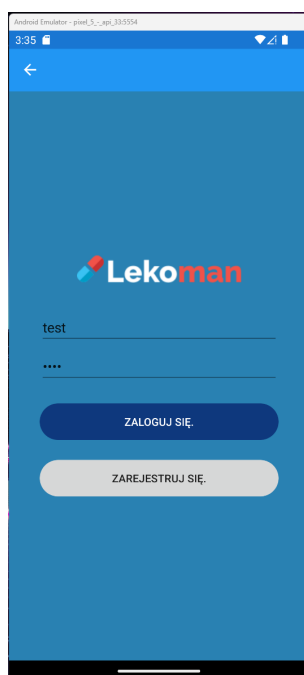 Android Emulator - pixel_5_-_api_33:5554
3:35
Lekoman
test
••••
ZALOGUJ SIĘ.
ZAREJESTRUJ SIĘ.